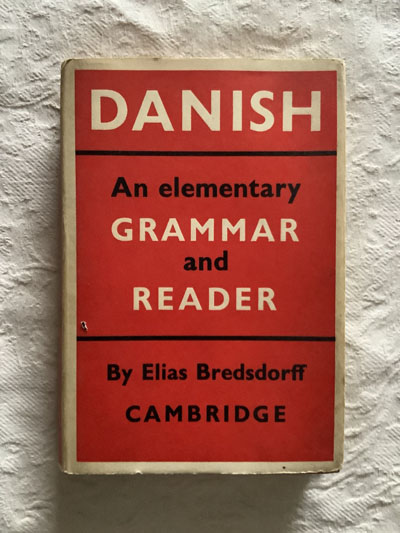 DANISH
An elementary
GRAMMAR
and
READER
By Elias Bredsdorff
CAMBRIDGE